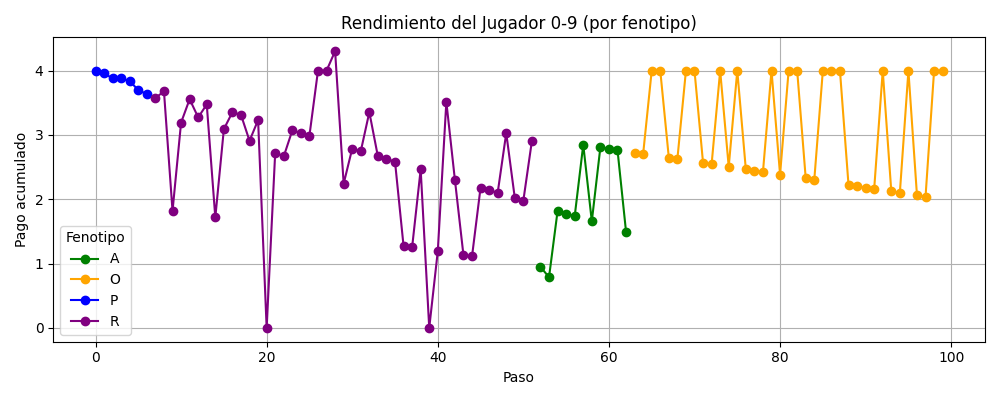 Rendimiento del Jugador 0-9 (por fenotipo)
Pago acumulado
4
3
2
1
0
Fenotipo
A
O
P
R
0 20 40 60 80 100
Paso